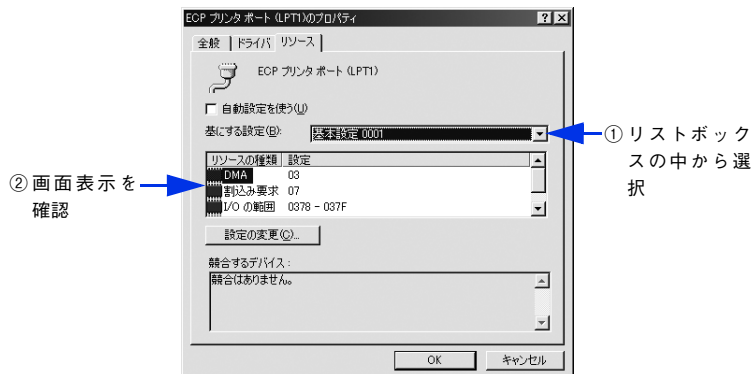 ECP プリンタ ポート (LPT1)のプロパティ
全般 ドライバ リソース
ECP プリンタ ポート (LPT1)
自動設定を使う(U)
基にする設定(B): 基本設定 0001
リソースの種類 設定
DMA 03
割込み要求 07
I/O の範囲 0378 - 037F
設定の変更(C)...
競合するデバイス :
競合はありません。
OK キャンセル
①リストボック
スの中から選
択
②画面表示を
確認